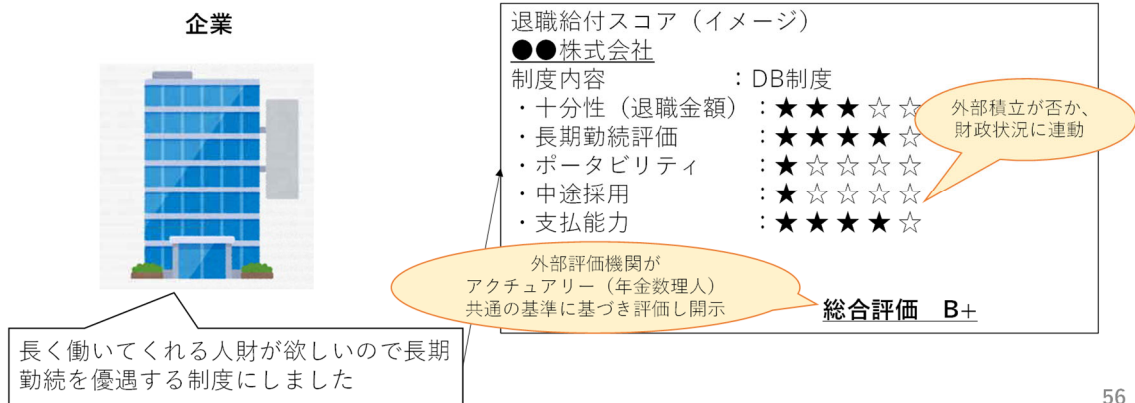 企業
退職給付スコア（イメージ）
●●株式会社
制度内容　　　　：DB制度
・十分性（退職金額）：★★★☆☆
・長期勤続評価　　　：★★★★☆
・ポータビリティ　　：★☆☆☆☆
・中途採用　　　　　：★☆☆☆☆
・支払能力　　　　　：★★★★☆
外部積立か否か、
財政状況に連動
外部評価機関が
アクチュアリー（年金数理人）
共通の基準に基づき評価し開示
総合評価　B+
長く働いてくれる人財が欲しいので長期
勤続を優遇する制度にしました
56